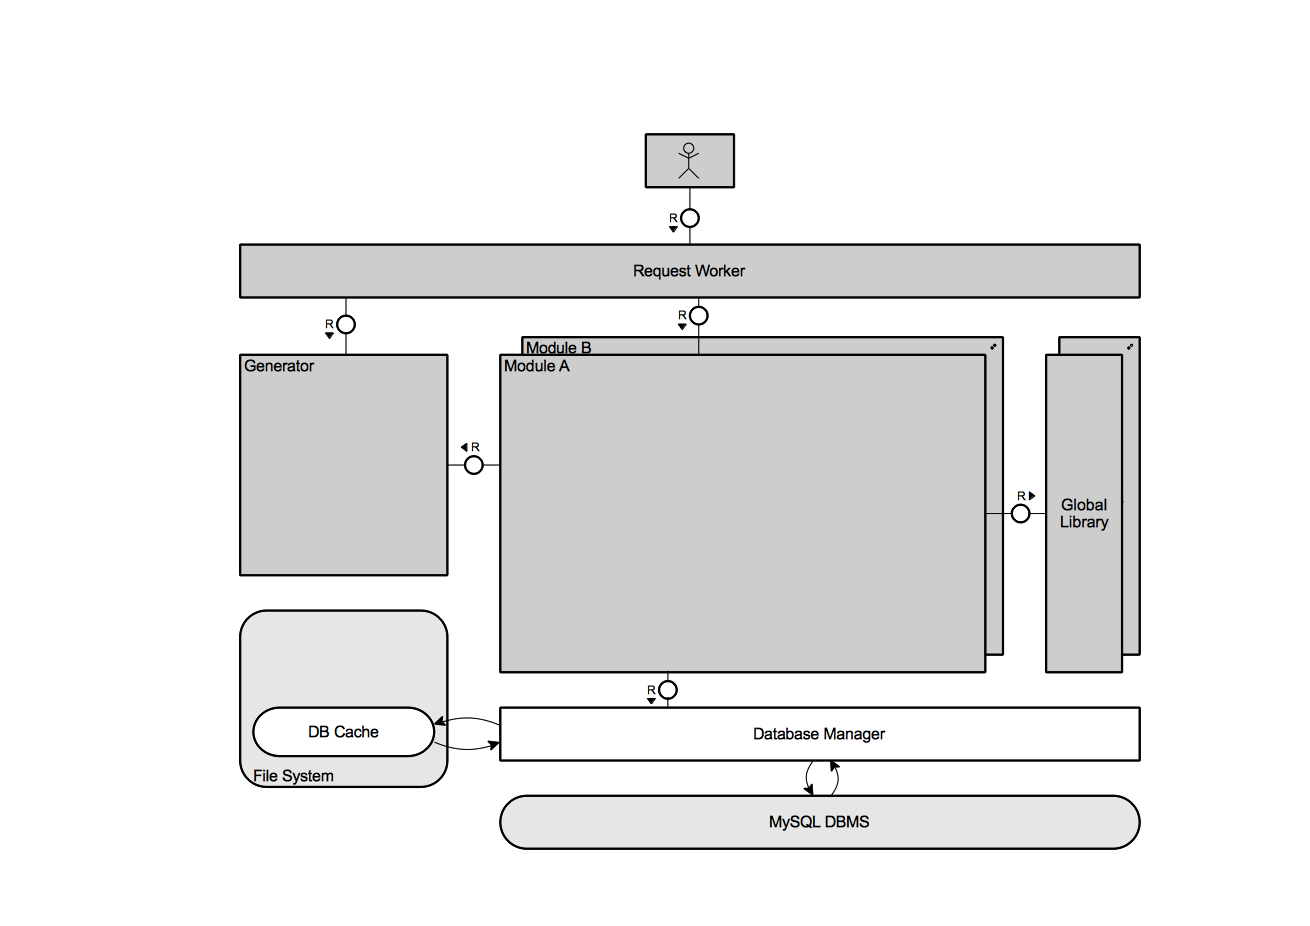 R
Request Worker
R
R
Module B
Generator
Module A
R
R
Global
Library
R
DB Cache
Database Manager
File System
MySQL DBMS